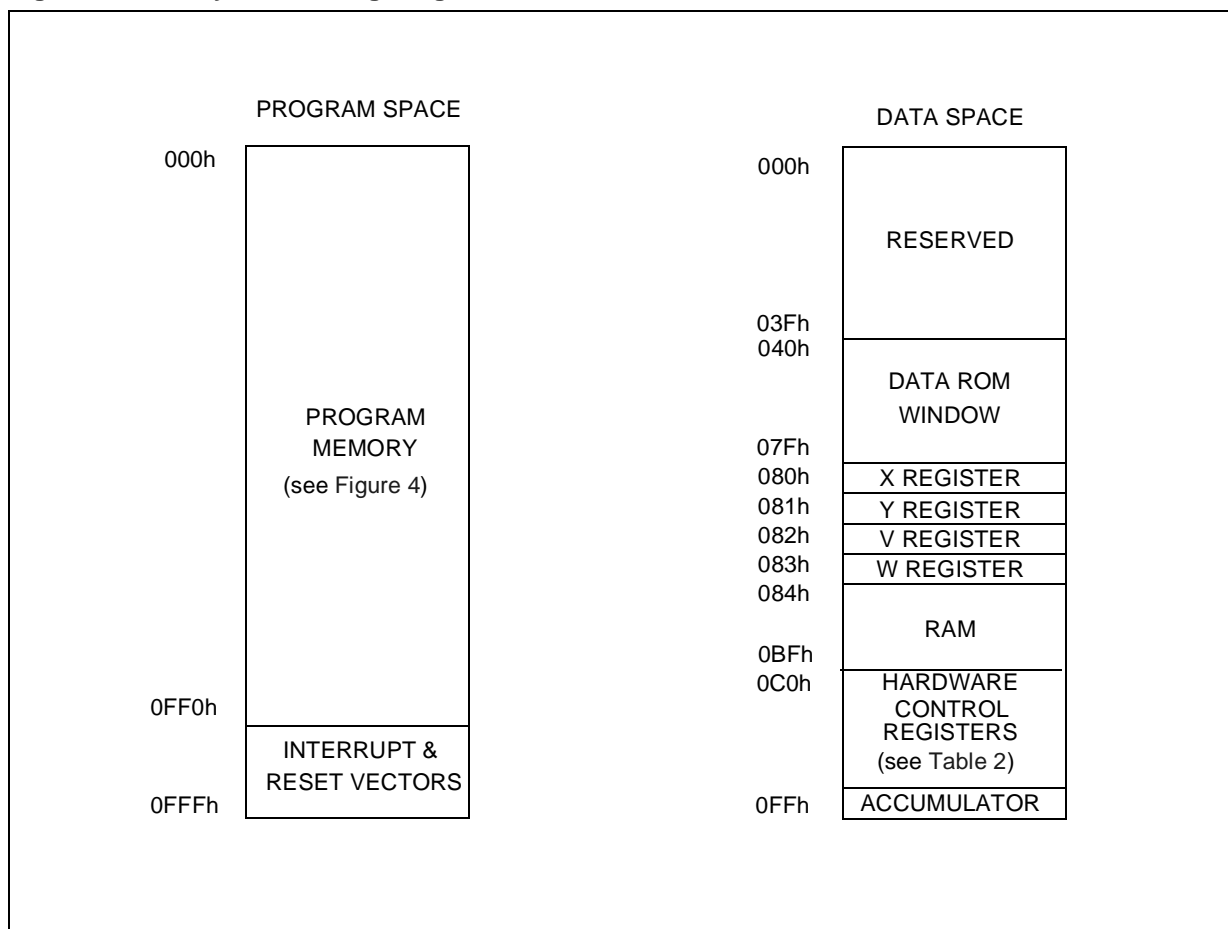 PROGRAM SPACE
000h
PROGRAM
MEMORY
(see Figure 4)
0FF0h
INTERRUPT &
RESET VECTORS
0FFFh
DATA SPACE
000h
RESERVED
03Fh
040h
DATA ROM
WINDOW
07Fh
080h X REGISTER
081h Y REGISTER
082h V REGISTER
083h W REGISTER
084h
RAM
0BFh
0C0h HARDWARE
CONTROL
REGISTERS
(see Table 2)
0FFh ACCUMULATOR